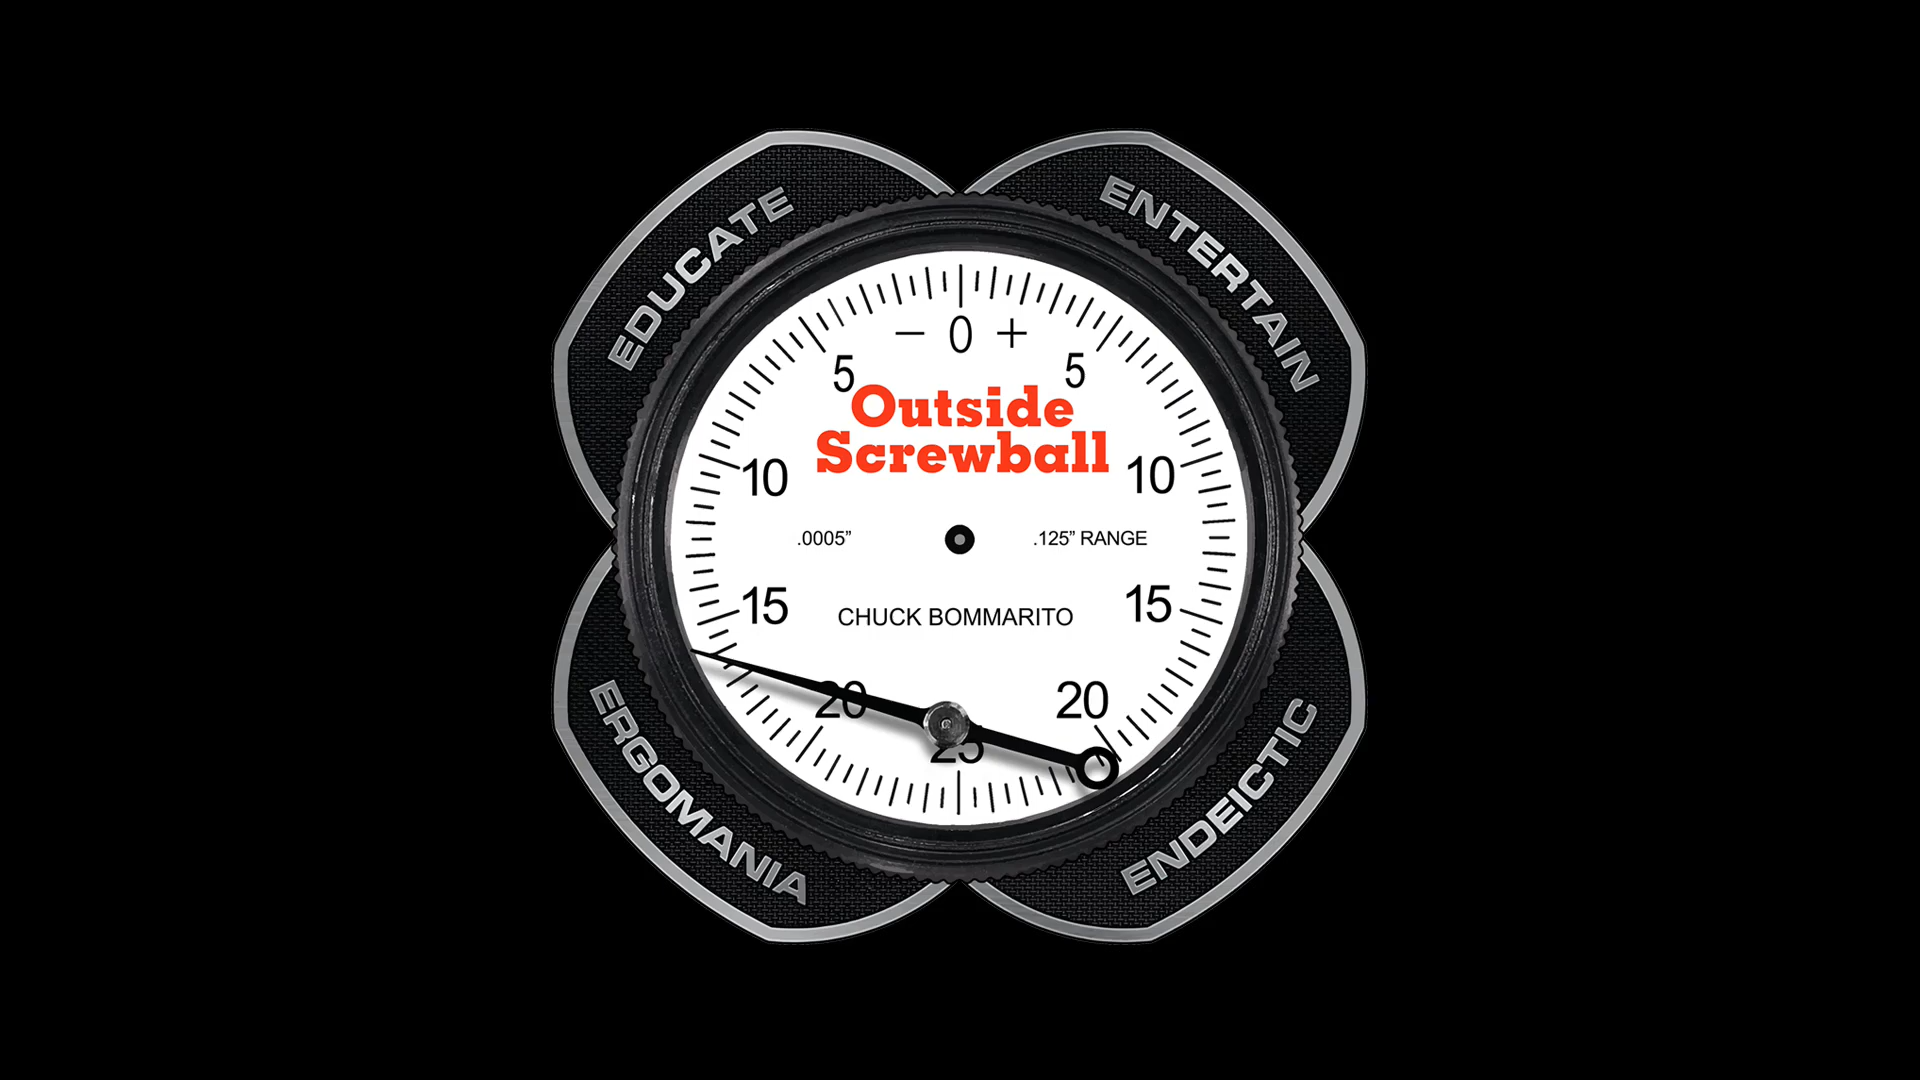 EDUCATE
ENTERTAIN
− 0 +
5 5
Outside
Screwball
10 10
.0005” .125” RANGE
15 15
CHUCK BOMMARITO
20 20
25
ERGOMANIA
ENDEICTIC